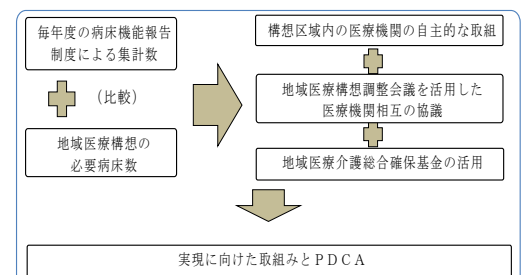 毎年度の病床機能報告
制度による集計数
(比較)
地域医療構想の
必要病床数
構想区域内の医療機関の自主的な取組
地域医療構想調整会議を活用した
医療機関相互の協議
地域医療介護総合確保基金の活用
実現に向けた取組みとPDCA